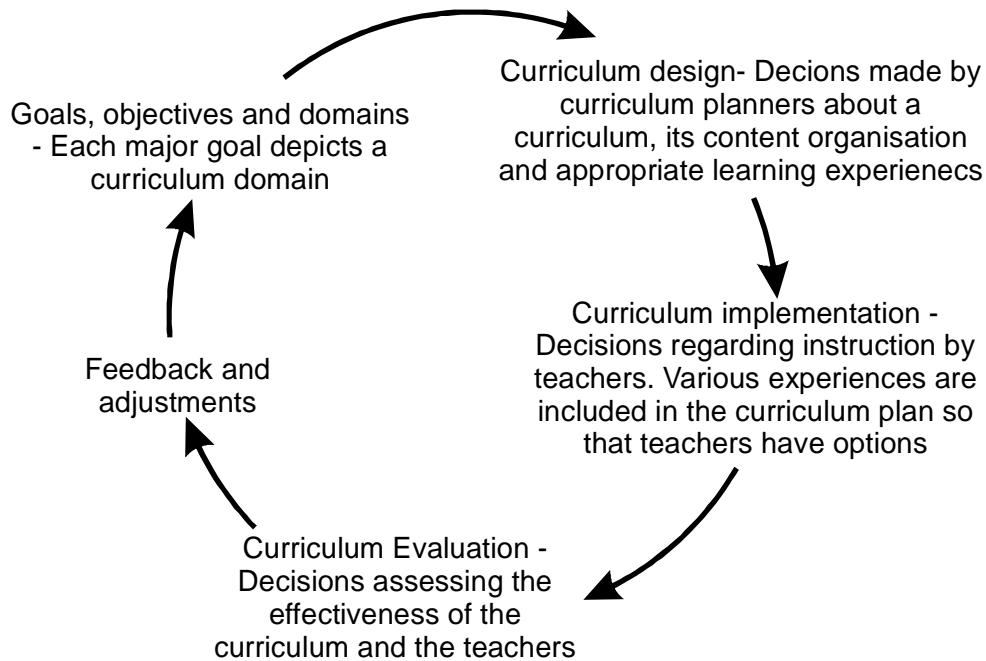 Goals, objectives and domains
- Each major goal depicts a
curriculum domain
Curriculum design- Decions made by
curriculum planners about a
curriculum, its content organisation
and appropriate learning experienecs
Curriculum implementation -
Decisions regarding instruction by
teachers. Various experiences are
included in the curriculum plan so
that teachers have options
Curriculum Evaluation -
Decisions assessing the
effectiveness of the
curriculum and the teachers
Feedback and
adjustments